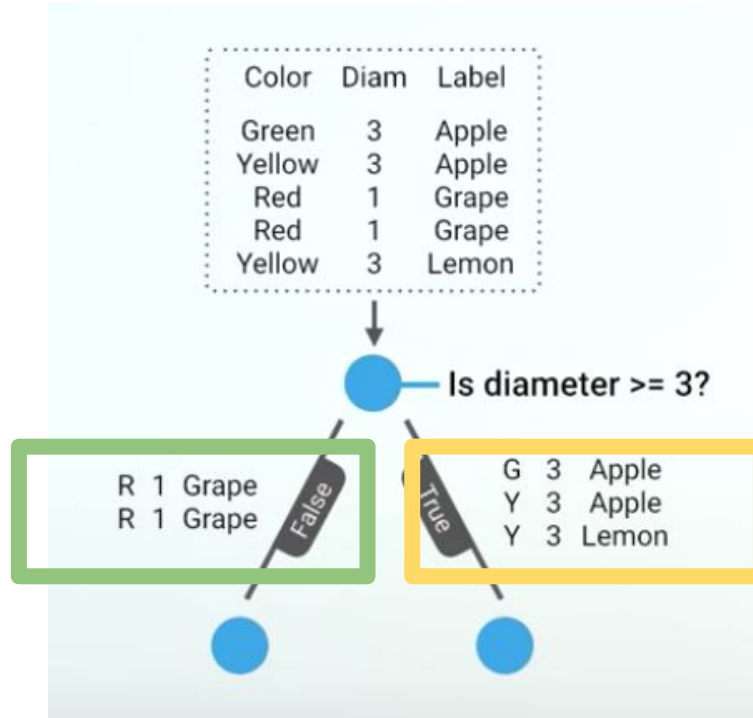 Color Diam Label
Green 3 Apple
Yellow 3 Apple
Red 1 Grape
Red 1 Grape
Yellow 3 Lemon
Is diameter >= 3?
R 1 Grape
R 1 Grape
False
True
G 3 Apple
Y 3 Apple
Y 3 Lemon